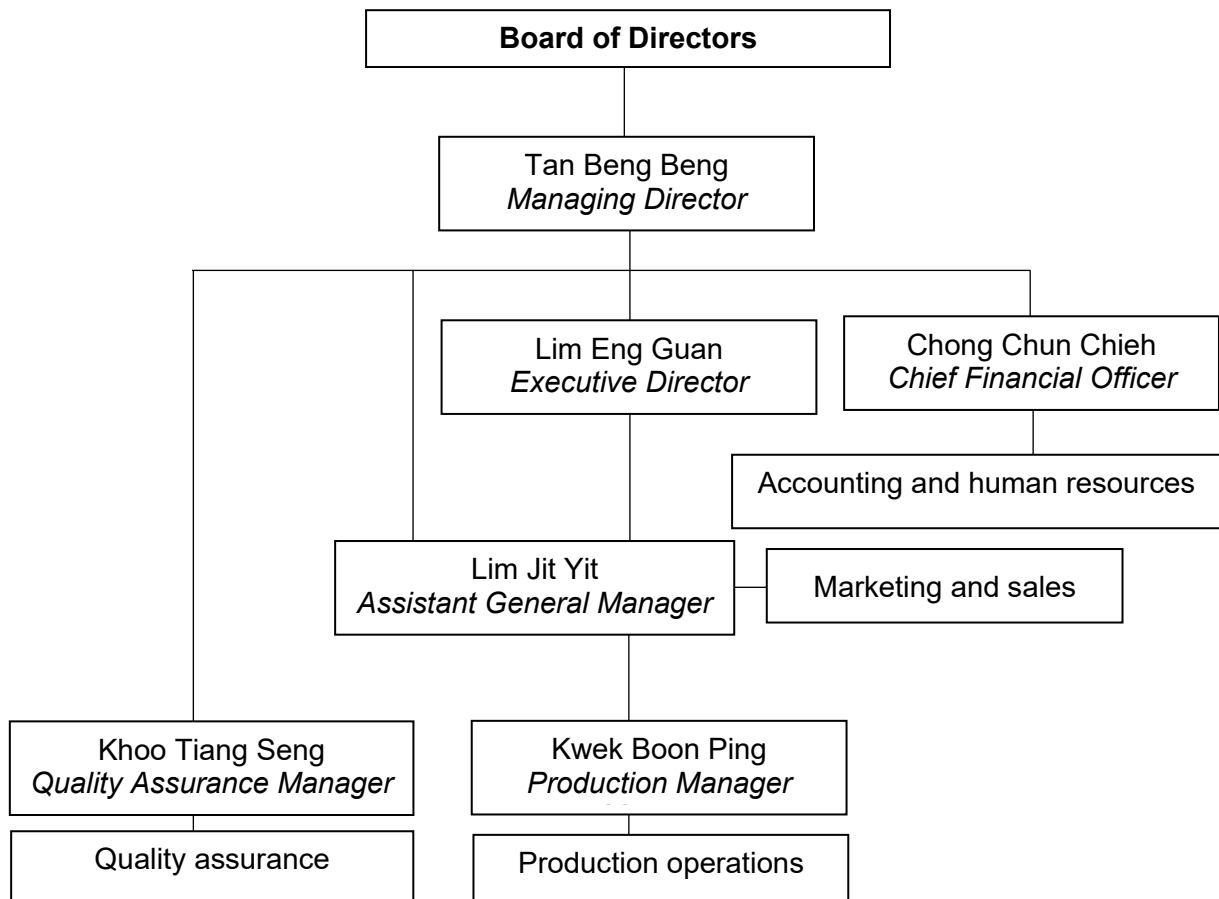 Board of Directors
Tan Beng Beng
Managing Director
Lim Eng Guan
Executive Director
Chong Chun Chieh
Chief Financial Officer
Accounting and human resources
Lim Jit Yit
Assistant General Manager
Marketing and sales
Khoo Tiang Seng
Quality Assurance Manager
Kwek Boon Ping
Production Manager
Quality assurance
Production operations